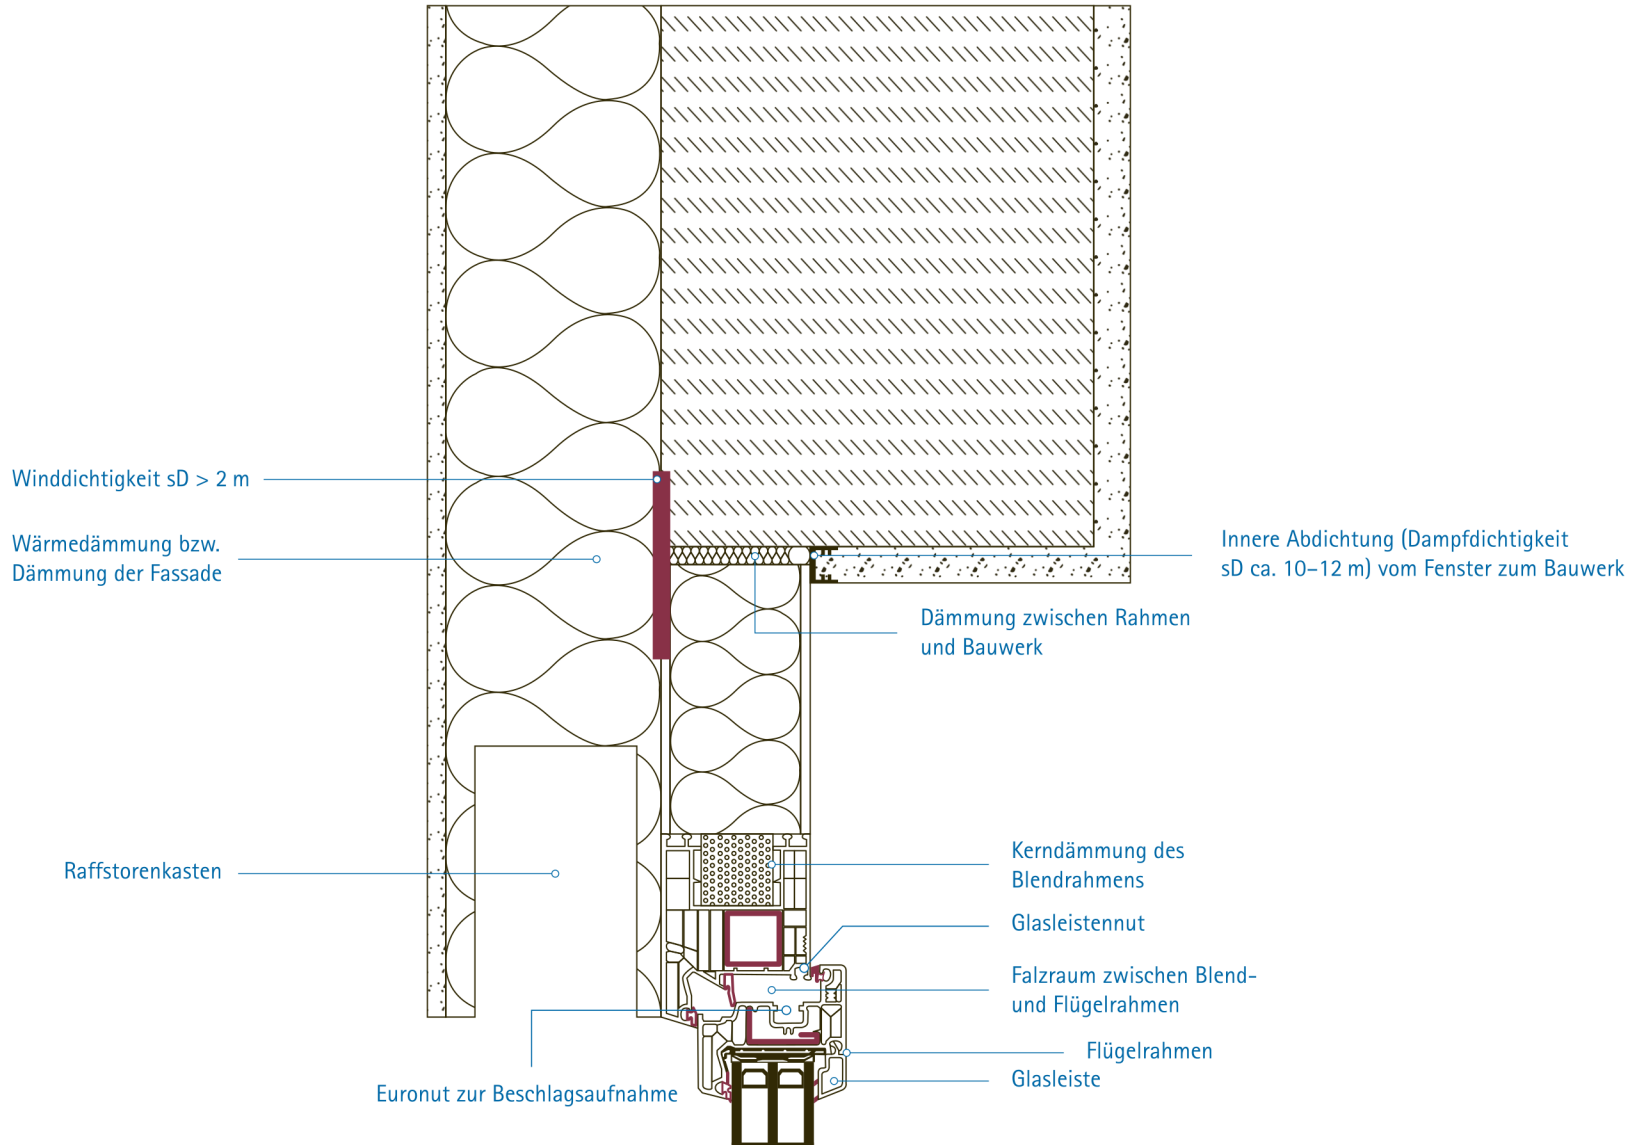 Winddichtigkeit sD > 2 m
Wärmedämmung bzw.
Dämmung der Fassade
Raffstorenkasten
Euronut zur Beschlagsaufnahme
Innere Abdichtung (Dampfdichtigkeit
sD ca. 10–12 m) vom Fenster zum Bauwerk
Dämmung zwischen Rahmen
und Bauwerk
Kerndämmung des
Blendrahmens
Glasleistennut
Falzraum zwischen Blend-
und Flügelrahmen
Flügelrahmen
Glasleiste